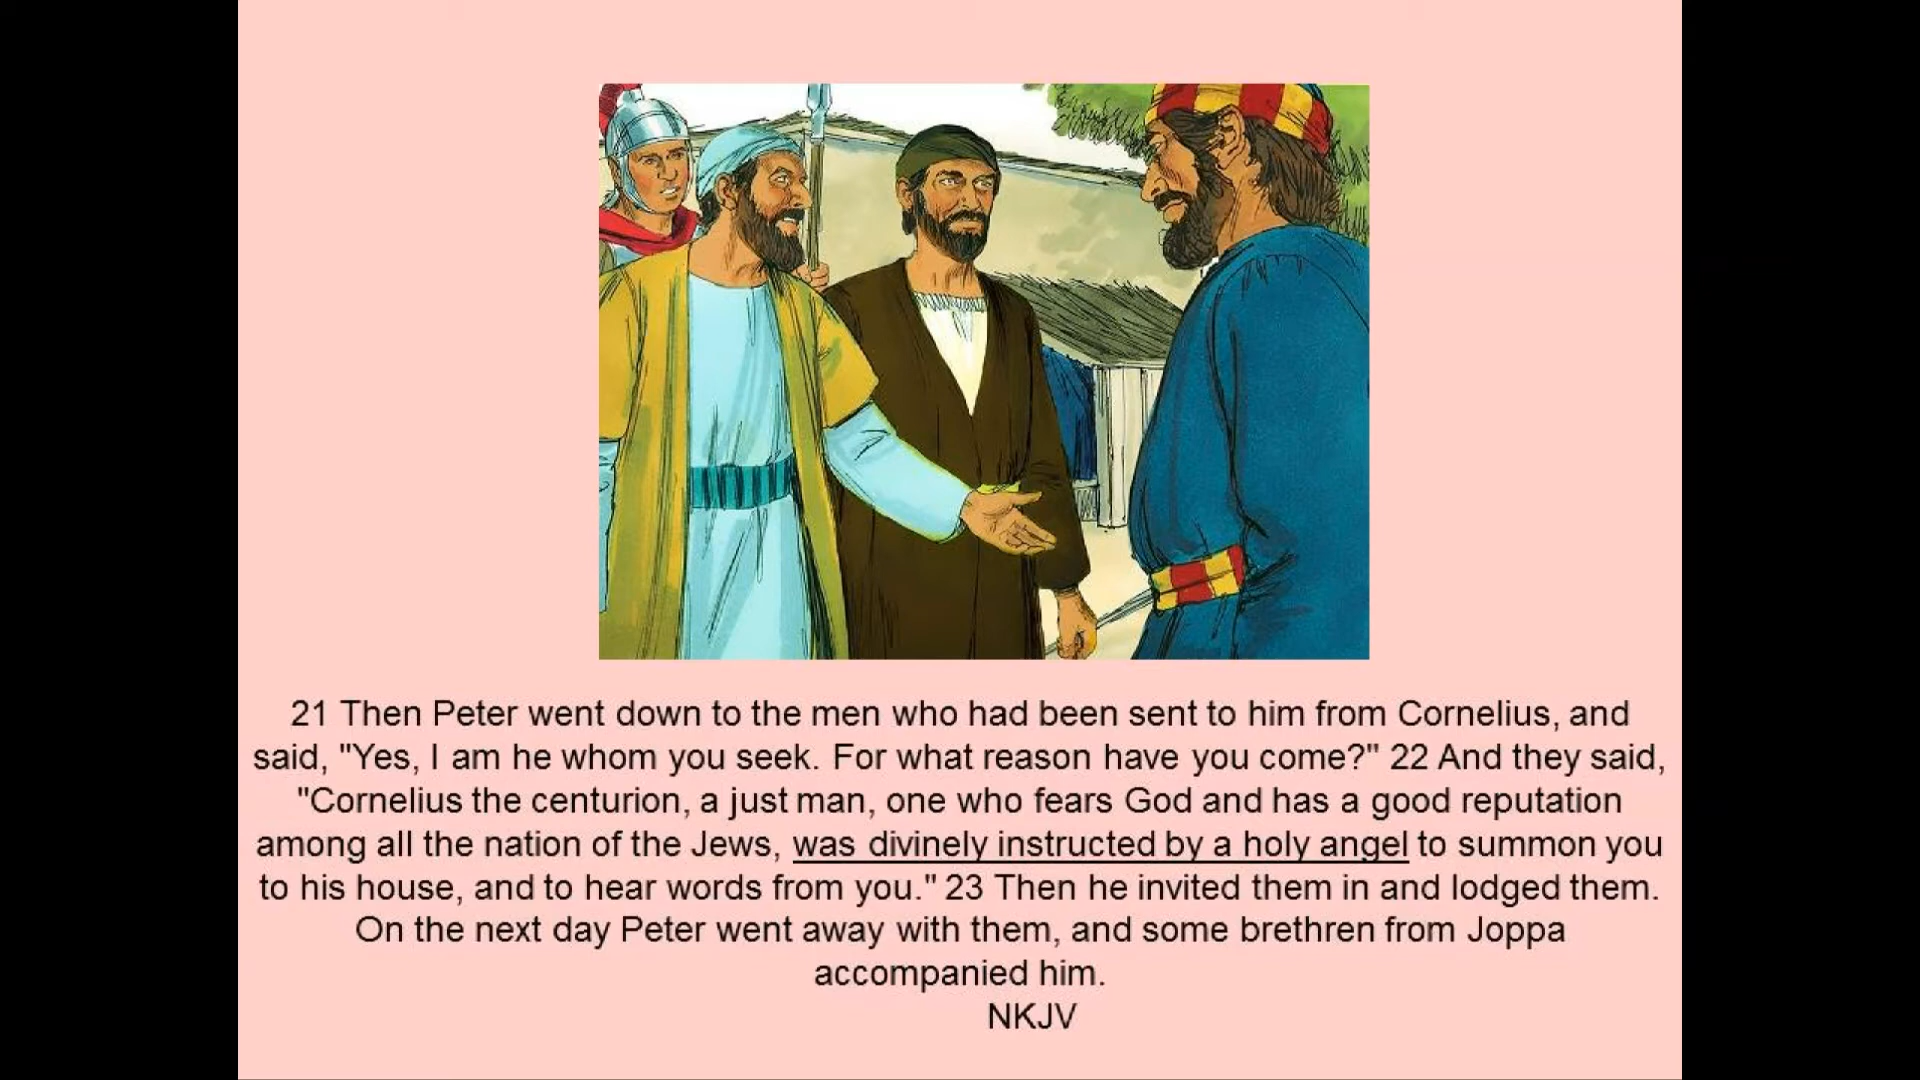 21 Then Peter went down to the men who had been sent to him from Cornelius, and
said, "Yes, I am he whom you seek. For what reason have you come?" 22 And they said,
"Cornelius the centurion, a just man, one who fears God and has a good reputation
among all the nation of the Jews, was divinely instructed by a holy angel to summon you
to his house, and to hear words from you." 23 Then he invited them in and lodged them.
On the next day Peter went away with them, and some brethren from Joppa
accompanied him.
NKJV